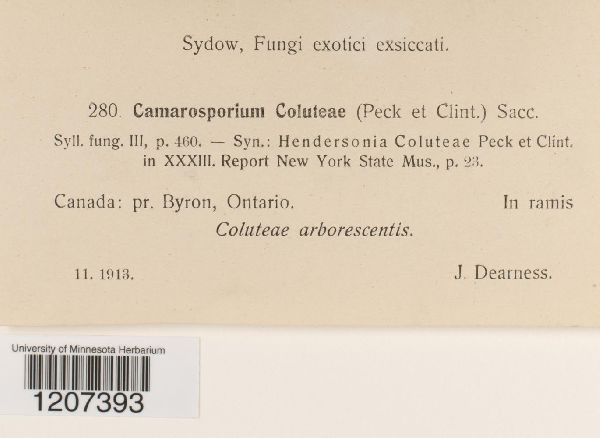 Sydow, Fungi exotici exsiccati.
280. Camarosporium Coluteae (Peck et Clint.) Sacc.
Syll. fung. III, p. 460. — Syn.: Hendersonia Coluteae Peck et Clint.
in XXXIII. Report New York State Mus., p. 23.
Canada: pr. Byron, Ontario. In ramis
Coluteae arborescentis.
11. 1913. J. Dearness.
University of Minnesota Herbarium
1207393